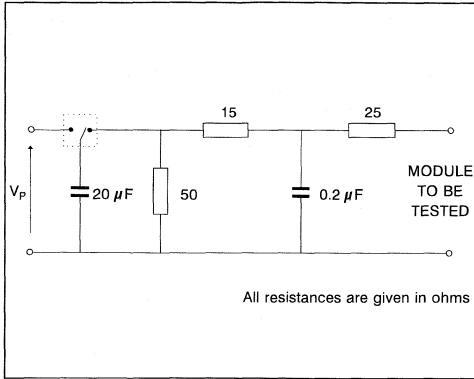 15
25
V_P
20 μF
50
0.2 μF
MODULE
TO BE
TESTED
All resistances are given in ohms